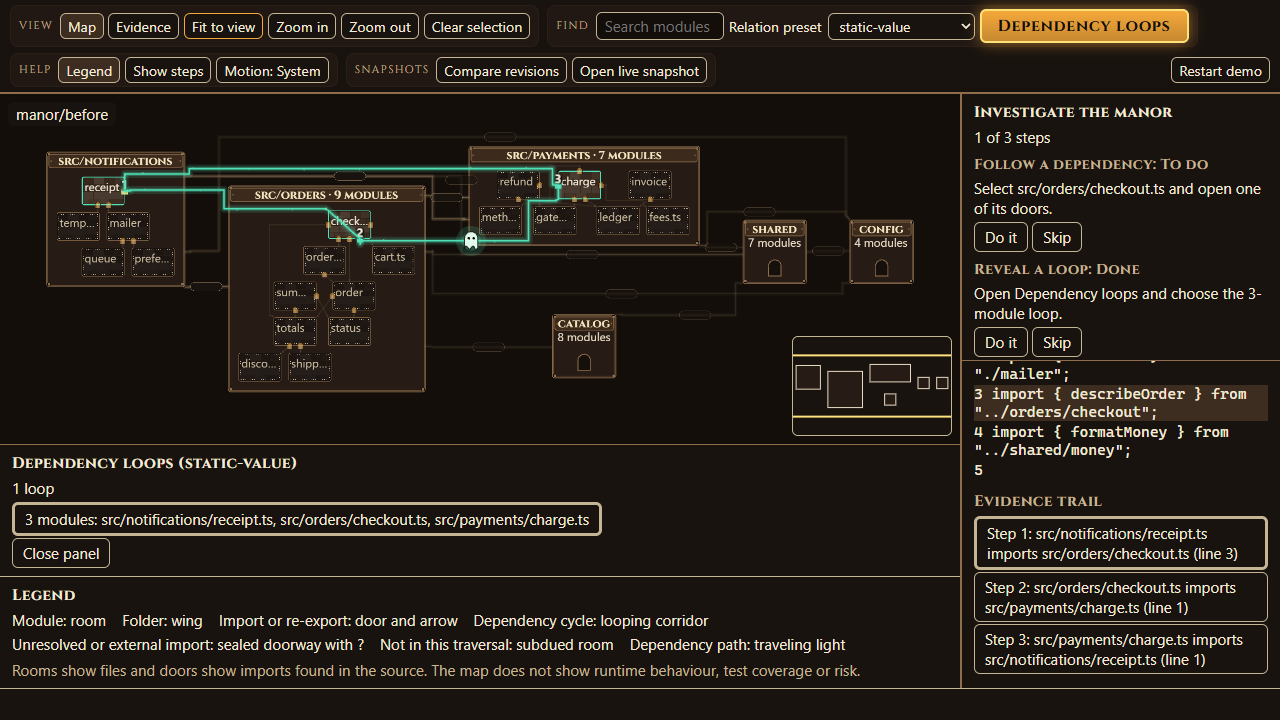 VIEW Map Evidence Fit to view Zoom in Zoom out Clear selection FIND Search modules Relation preset static-value DEPENDENCY LOOPS
HELP Legend Show steps Motion: System SNAPSHOTS Compare revisions Open live snapshot Restart demo
manor/before
SRC/NOTIFICATIONS
receipt 1
temp... mailer
queue prefe...
SRC/ORDERS · 9 MODULES
check...
2
order... cart.ts
sum... order
totals status
disco... shipp...
SRC/PAYMENTS · 7 MODULES
refund 3 charge invoice
meth... gate... ledger fees.ts
SHARED
7 modules
CONFIG
4 modules
CATALOG
8 modules
INVESTIGATE THE MANOR
1 of 3 steps
FOLLOW A DEPENDENCY: TO DO
Select src/orders/checkout.ts and open one
of its doors.
Do it Skip
REVEAL A LOOP: DONE
Open Dependency loops and choose the 3-
module loop.
Do it Skip
"./mailer";
3 import { describeOrder } from
"../orders/checkout";
4 import { formatMoney } from
"../shared/money";
5
EVIDENCE TRAIL
Step 1: src/notifications/receipt.ts
imports src/orders/checkout.ts (line 3)
Step 2: src/orders/checkout.ts imports
src/payments/charge.ts (line 1)
Step 3: src/payments/charge.ts imports
src/notifications/receipt.ts (line 1)
DEPENDENCY LOOPS (STATIC-VALUE)
1 loop
3 modules: src/notifications/receipt.ts, src/orders/checkout.ts, src/payments/charge.ts
Close panel
LEGEND
Module: room Folder: wing Import or re-export: door and arrow Dependency cycle: looping corridor
Unresolved or external import: sealed doorway with ? Not in this traversal: subdued room Dependency path: traveling light
Rooms show files and doors show imports found in the source. The map does not show runtime behaviour, test coverage or risk.